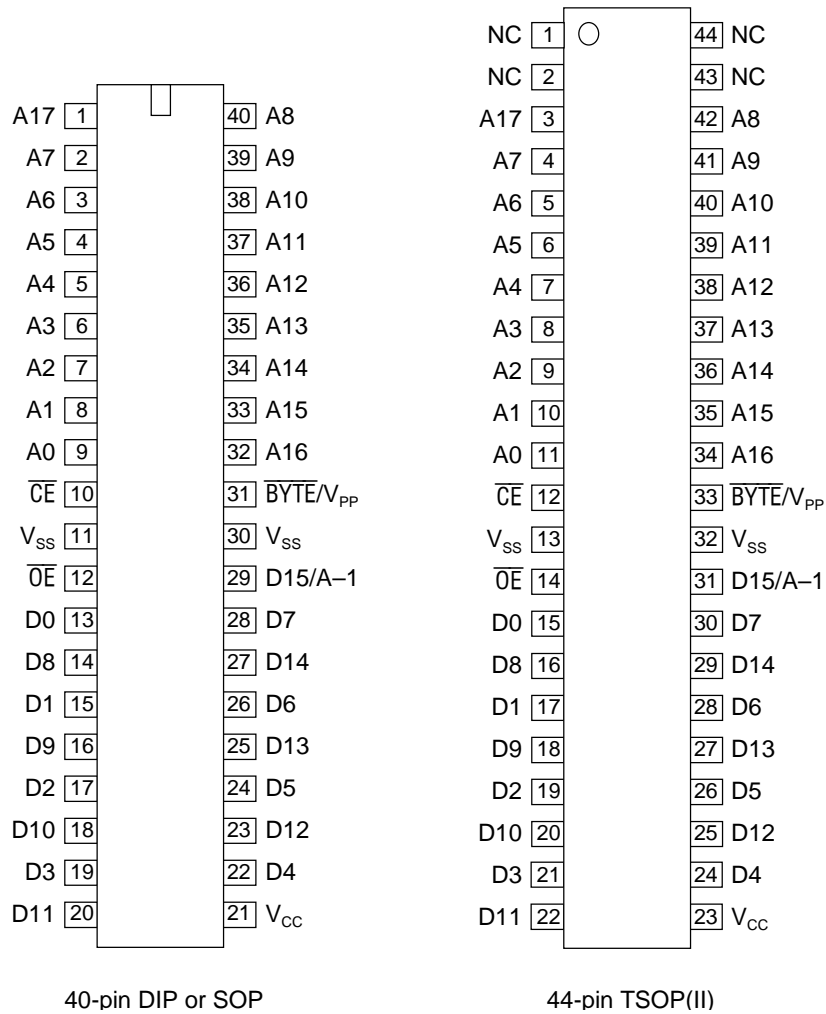 A17 1 40 A8
A7 2 39 A9
A6 3 38 A10
A5 4 37 A11
A4 5 36 A12
A3 6 35 A13
A2 7 34 A14
A1 8 33 A15
A0 9 32 A16
C̅E̅ 10 31 B̅Y̅T̅E̅/VPP
VSS 11 30 VSS
O̅E̅ 12 29 D15/A–1
D0 13 28 D7
D8 14 27 D14
D1 15 26 D6
D9 16 25 D13
D2 17 24 D5
D10 18 23 D12
D3 19 22 D4
D11 20 21 VCC
40-pin DIP or SOP
NC 1 44 NC
NC 2 43 NC
A17 3 42 A8
A7 4 41 A9
A6 5 40 A10
A5 6 39 A11
A4 7 38 A12
A3 8 37 A13
A2 9 36 A14
A1 10 35 A15
A0 11 34 A16
C̅E̅ 12 33 B̅Y̅T̅E̅/VPP
VSS 13 32 VSS
O̅E̅ 14 31 D15/A–1
D0 15 30 D7
D8 16 29 D14
D1 17 28 D6
D9 18 27 D13
D2 19 26 D5
D10 20 25 D12
D3 21 24 D4
D11 22 23 VCC
44-pin TSOP(II)